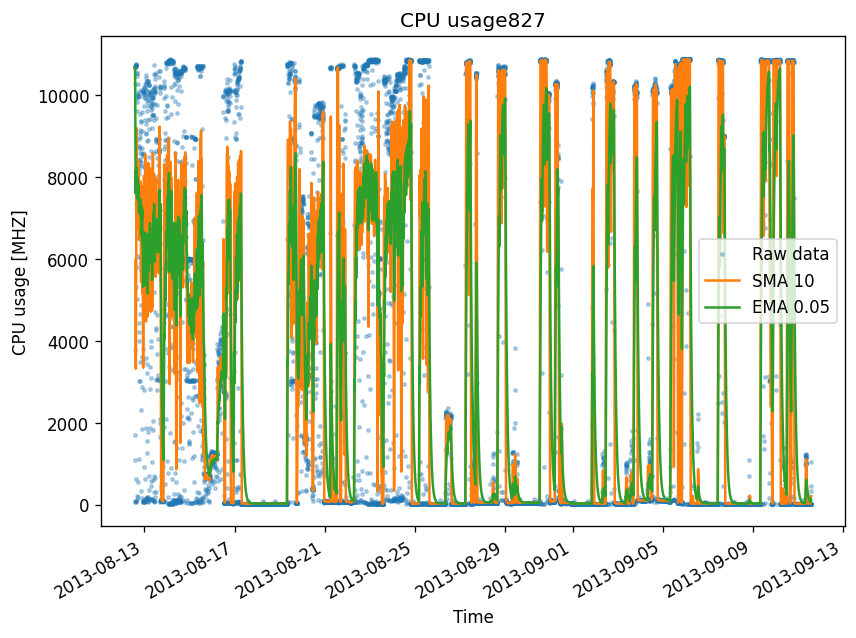 CPU usage827
CPU usage [MHZ]
10000
8000
6000
4000
2000
0
Raw data
SMA 10
EMA 0.05
2013-08-13
2013-08-17
2013-08-21
2013-08-25
2013-08-29
2013-09-01
2013-09-05
2013-09-09
2013-09-13
Time